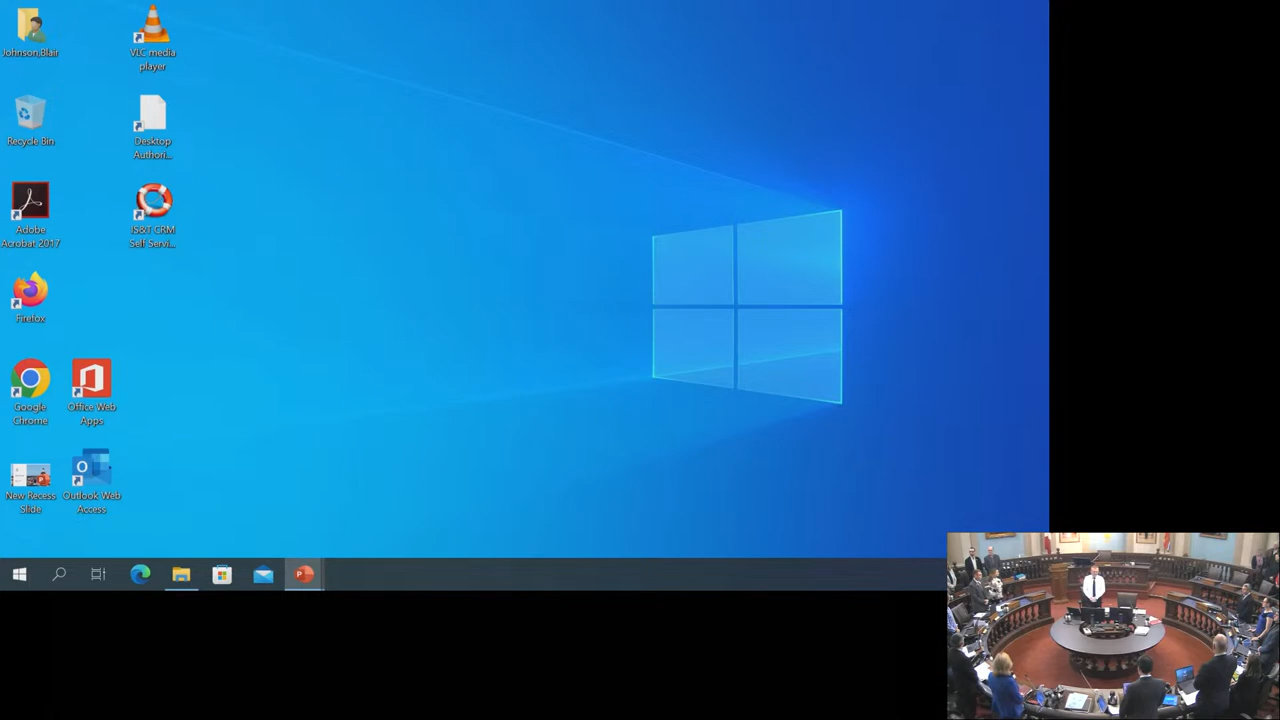 Johnson,Blair
VLC media
player
Recycle Bin
Desktop
Authori...
Adobe
Acrobat 2017
IS&T CRM
Self Servi...
Firefox
Google
Chrome
Office Web
Apps
New Recess
Slide
Outlook Web
Access